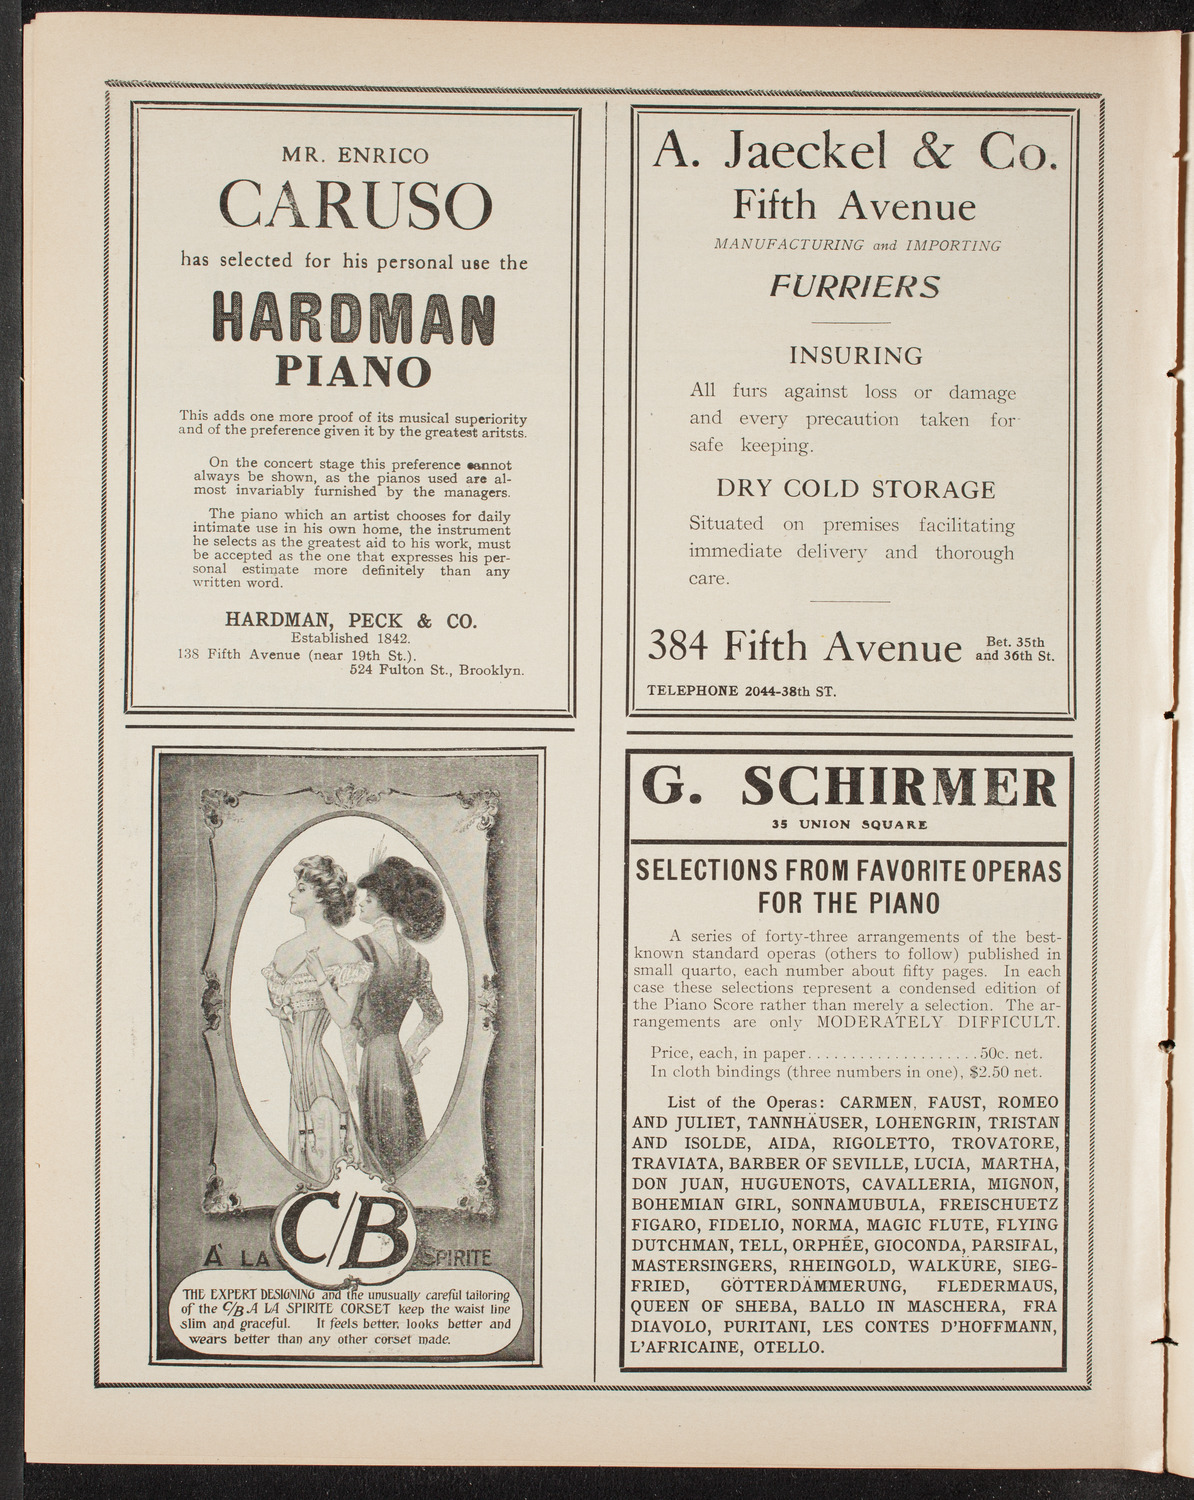 MR. ENRICO
CARUSO
has selected for his personal use the
HARDMAN
PIANO
This adds one more proof of its musical superiority
and of the preference given it by the greatest aritsts.
On the concert stage this preference cannot
always be shown, as the pianos used are al-
most invariably furnished by the managers.
The piano which an artist chooses for daily
intimate use in his own home, the instrument
he selects as the greatest aid to his work, must
be accepted as the one that expresses his per-
sonal estimate more definitely than any
written word.
HARDMAN, PECK & CO.
Established 1842.
138 Fifth Avenue (near 19th St.).
524 Fulton St., Brooklyn.
A. Jaeckel & Co.
Fifth Avenue
MANUFACTURING and IMPORTING
FURRIERS
INSURING
All furs against loss or damage
and every precaution taken for
safe keeping.
DRY COLD STORAGE
Situated on premises facilitating
immediate delivery and thorough
care.
384 Fifth Avenue Bet. 35th
and 36th St.
TELEPHONE 2044-38th ST.
C/B
A LA SPIRITE
THE EXPERT DESIGNING and the unusually careful tailoring
of the C/B A LA SPIRITE CORSET keep the waist line
slim and graceful. It feels better, looks better and
wears better than any other corset made.
G. SCHIRMER
35 UNION SQUARE
SELECTIONS FROM FAVORITE OPERAS
FOR THE PIANO
A series of forty-three arrangements of the best-
known standard operas (others to follow) published in
small quarto, each number about fifty pages. In each
case these selections represent a condensed edition of
the Piano Score rather than merely a selection. The ar-
rangements are only MODERATELY DIFFICULT.
Price, each, in paper....................50c. net.
In cloth bindings (three numbers in one), $2.50 net.
List of the Operas: CARMEN, FAUST, ROMEO
AND JULIET, TANNHÄUSER, LOHENGRIN, TRISTAN
AND ISOLDE, AIDA, RIGOLETTO, TROVATORE,
TRAVIATA, BARBER OF SEVILLE, LUCIA, MARTHA,
DON JUAN, HUGUENOTS, CAVALLERIA, MIGNON,
BOHEMIAN GIRL, SONNAMUBULA, FREISCHUETZ
FIGARO, FIDELIO, NORMA, MAGIC FLUTE, FLYING
DUTCHMAN, TELL, ORPHÉE, GIOCONDA, PARSIFAL,
MASTERSINGERS, RHEINGOLD, WALKÜRE, SIEG-
FRIED, GÖTTERDÄMMERUNG, FLEDERMAUS,
QUEEN OF SHEBA, BALLO IN MASCHERA, FRA
DIAVOLO, PURITANI, LES CONTES D'HOFFMANN,
L'AFRICAINE, OTELLO.